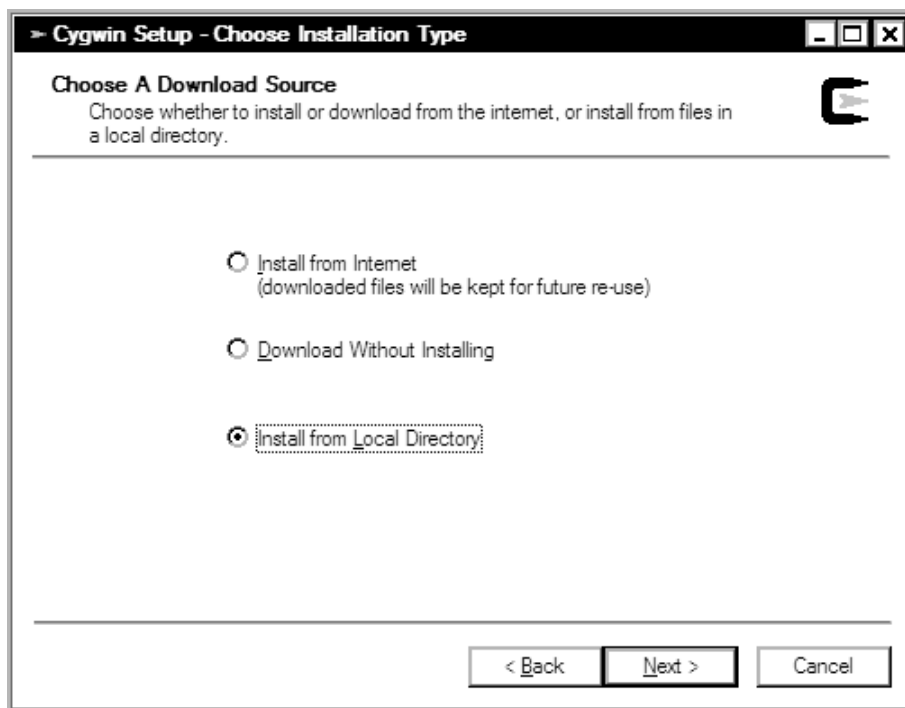 Cygwin Setup - Choose Installation Type
Choose A Download Source
Choose whether to install or download from the internet, or install from files in
a local directory.
Install from Internet
(downloaded files will be kept for future re-use)
Download Without Installing
Install from Local Directory
< Back Next > Cancel